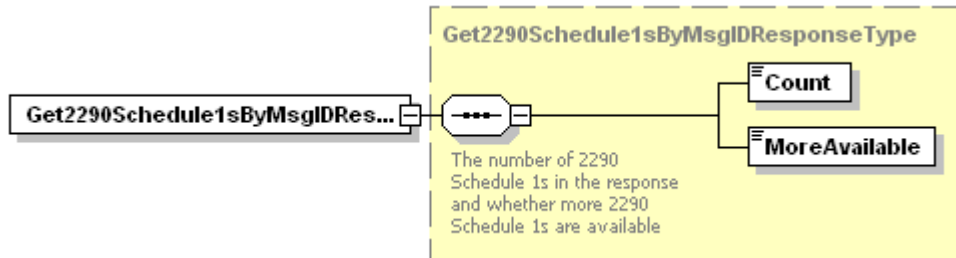 Get2290Schedule1sByMsgIDResponseType
Get2290Schedule1sByMsgIDRes...
Count
MoreAvailable
The number of 2290
Schedule 1s in the response
and whether more 2290
Schedule 1s are available